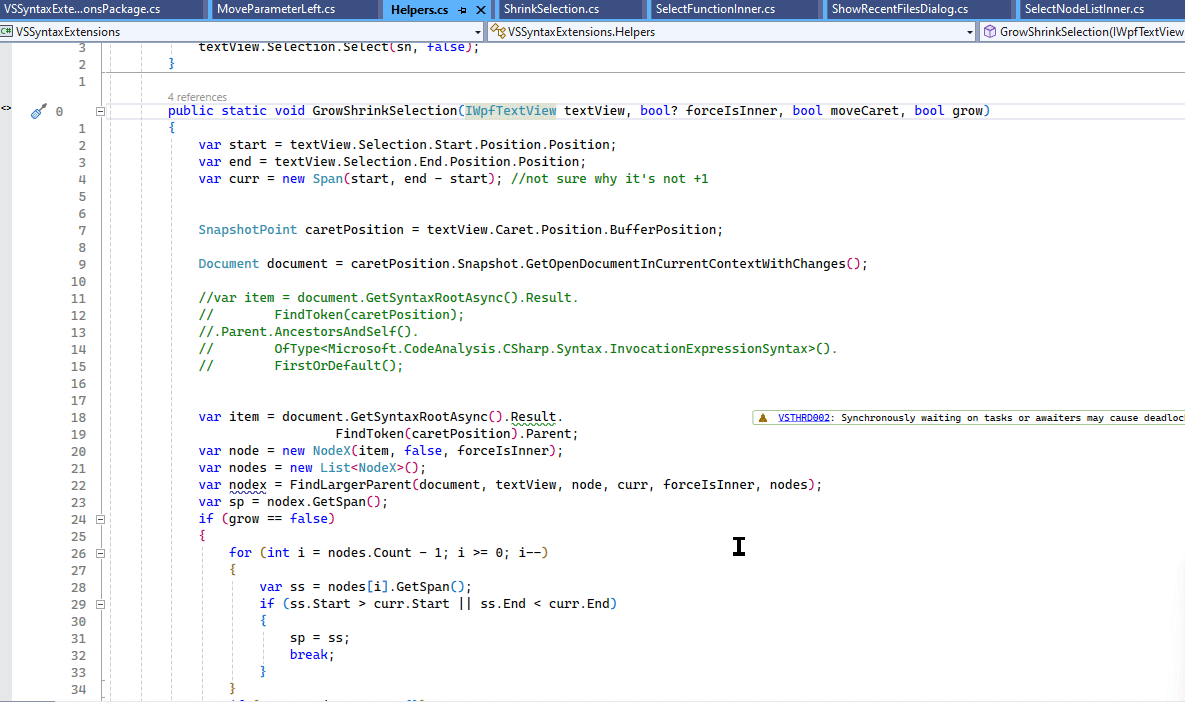 VSSyntaxExte...onsPackage.cs MoveParameterLeft.cs Helpers.cs ShrinkSelection.cs SelectFunctionInner.cs ShowRecentFilesDialog.cs SelectNodeListInner.cs
C# VSSyntaxExtensions VSSyntaxExtensions.Helpers GrowShrinkSelection(IWpfTextView
3 textView.Selection.Select(sn, false);
2 }
1
4 references
0 public static void GrowShrinkSelection(IWpfTextView textView, bool? forceIsInner, bool moveCaret, bool grow)
1 {
2 var start = textView.Selection.Start.Position.Position;
3 var end = textView.Selection.End.Position.Position;
4 var curr = new Span(start, end - start); //not sure why it's not +1
5
6
7 SnapshotPoint caretPosition = textView.Caret.Position.BufferPosition;
8
9 Document document = caretPosition.Snapshot.GetOpenDocumentInCurrentContextWithChanges();
10
11 //var item = document.GetSyntaxRootAsync().Result.
12 // FindToken(caretPosition);
13 //.Parent.AncestorsAndSelf().
14 // OfType<Microsoft.CodeAnalysis.CSharp.Syntax.InvocationExpressionSyntax>().
15 // FirstOrDefault();
16
17
18 var item = document.GetSyntaxRootAsync().Result. VSTHRD002: Synchronously waiting on tasks or awaiters may cause deadloc
19 FindToken(caretPosition).Parent;
20 var node = new NodeX(item, false, forceIsInner);
21 var nodes = new List<NodeX>();
22 var nodex = FindLargerParent(document, textView, node, curr, forceIsInner, nodes);
23 var sp = nodex.GetSpan();
24 if (grow == false)
25 {
26 for (int i = nodes.Count - 1; i >= 0; i--)
27 {
28 var ss = nodes[i].GetSpan();
29 if (ss.Start > curr.Start || ss.End < curr.End)
30 {
31 sp = ss;
32 break;
33 }
34 }